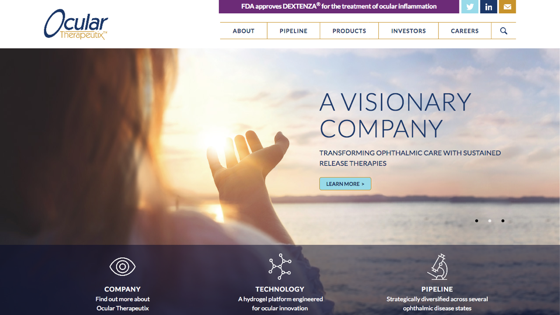 Ocular
Therapeutix™
FDA approves DEXTENZA® for the treatment of ocular inflammation
ABOUT
PIPELINE
PRODUCTS
INVESTORS
CAREERS
A VISIONARY
COMPANY
TRANSFORMING OPHTHALMIC CARE WITH SUSTAINED
RELEASE THERAPIES
LEARN MORE >
COMPANY
Find out more about
Ocular Therapeutix
TECHNOLOGY
A hydrogel platform engineered
for ocular innovation
PIPELINE
Strategically diversified across several
ophthalmic disease states